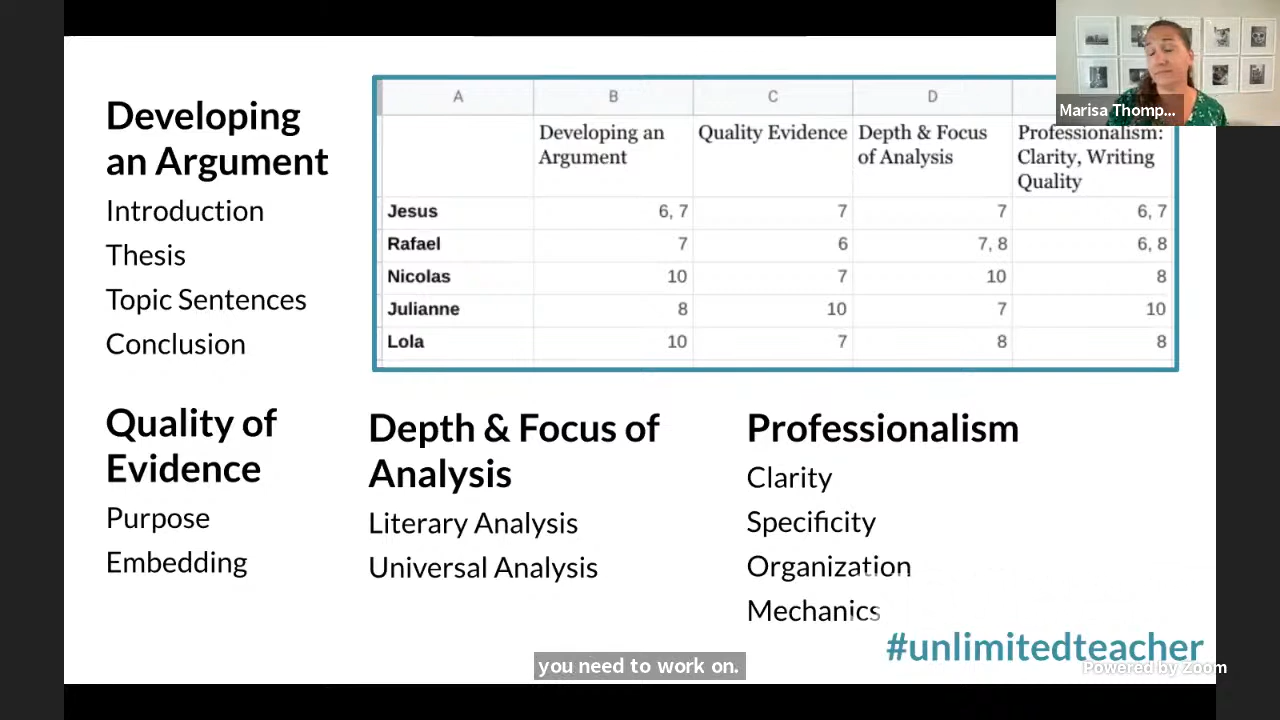 Developing
an Argument
Introduction
Thesis
Topic Sentences
Conclusion
A B C D
Developing an Argument Quality Evidence Depth & Focus of Analysis Professionalism: Clarity, Writing Quality
Jesus 6, 7 7 7 6, 7
Rafael 7 6 7, 8 6, 8
Nicolas 10 7 10 8
Julianne 8 10 7 10
Lola 10 7 8 8
Marisa Thomp...
Quality of
Evidence
Purpose
Embedding
Depth & Focus of
Analysis
Literary Analysis
Universal Analysis
Professionalism
Clarity
Specificity
Organization
Mechanics
#unlimitedteacher
you need to work on.
Powered by Zoom